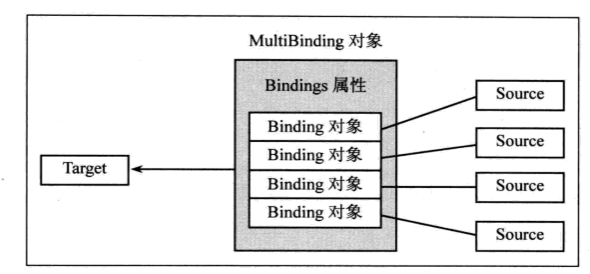 MultiBinding 对象
Bindings 属性
Source
Binding 对象
Source
Binding 对象
Target
Binding 对象
Source
Binding 对象
Source